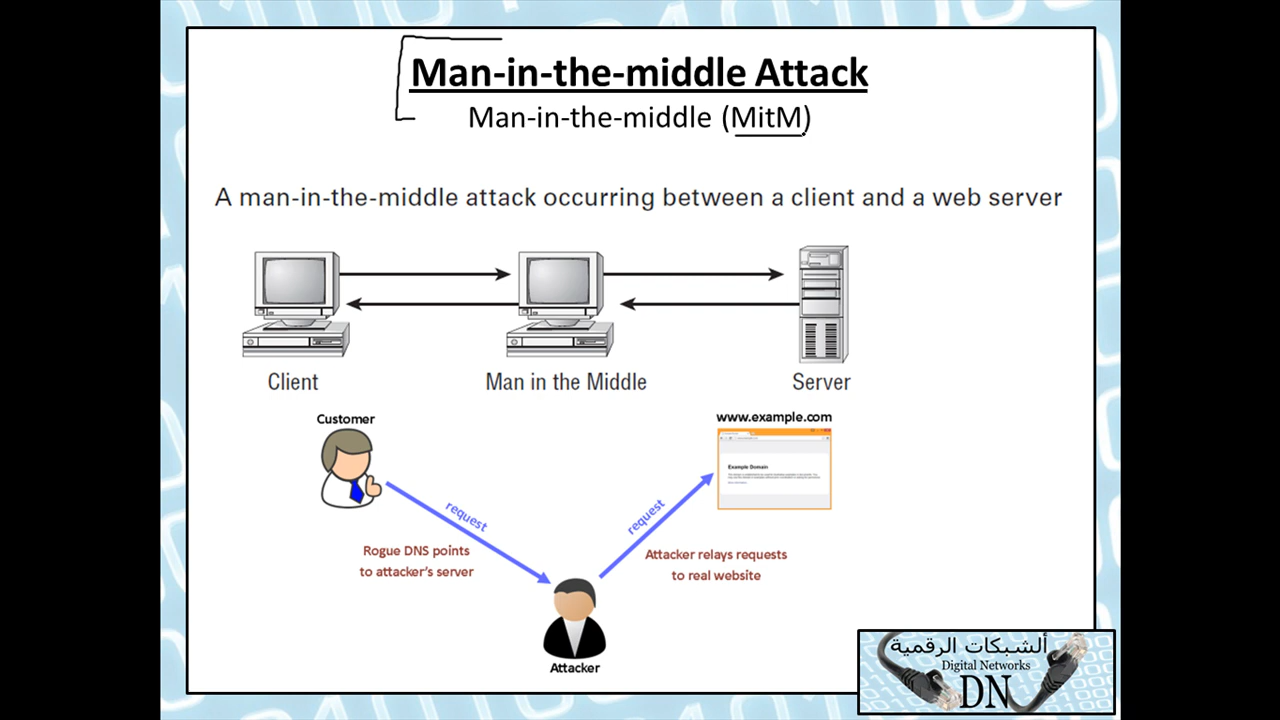 Man-in-the-middle Attack
Man-in-the-middle (MitM)
A man-in-the-middle attack occurring between a client and a web server
Client
Man in the Middle
Server
Customer
www.example.com
Example Domain
request
request
Rogue DNS points
to attacker's server
Attacker relays requests
to real website
Attacker
ألشبكات الرقمية
Digital Networks
DN